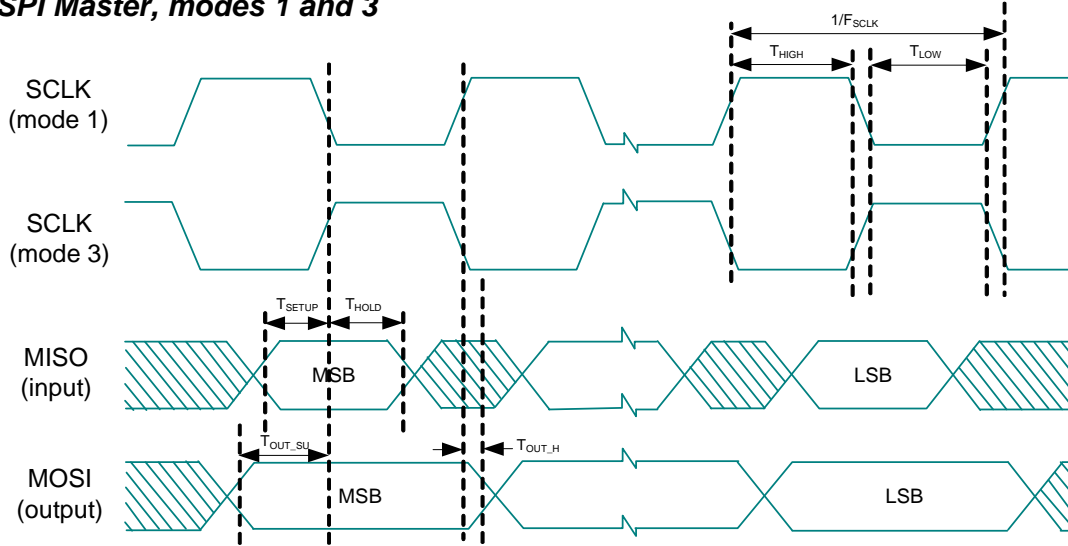 SPI Master, modes 1 and 3
1/FSCLK
THIGH
TLOW
SCLK
(mode 1)
SCLK
(mode 3)
TSETUP
THOLD
MISO
(input)
MSB
LSB
TOUT_SU
TOUT_H
MOSI
(output)
MSB
LSB